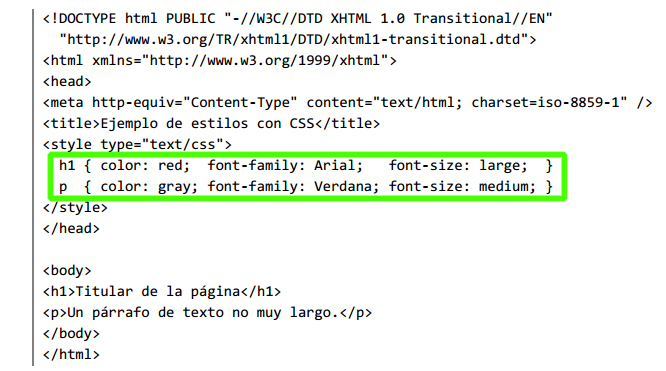 <!DOCTYPE html PUBLIC "-//W3C//DTD XHTML 1.0 Transitional//EN"
"http://www.w3.org/TR/xhtml1/DTD/xhtml1-transitional.dtd">
<html xmlns="http://www.w3.org/1999/xhtml">
<head>
<meta http-equiv="Content-Type" content="text/html; charset=iso-8859-1" />
<title>Ejemplo de estilos con CSS</title>
<style type="text/css">
h1 { color: red;  font-family: Arial;   font-size: large;  }
p  { color: gray; font-family: Verdana; font-size: medium; }
</style>
</head>
<body>
<h1>Titular de la página</h1>
<p>Un párrafo de texto no muy largo.</p>
</body>
</html>